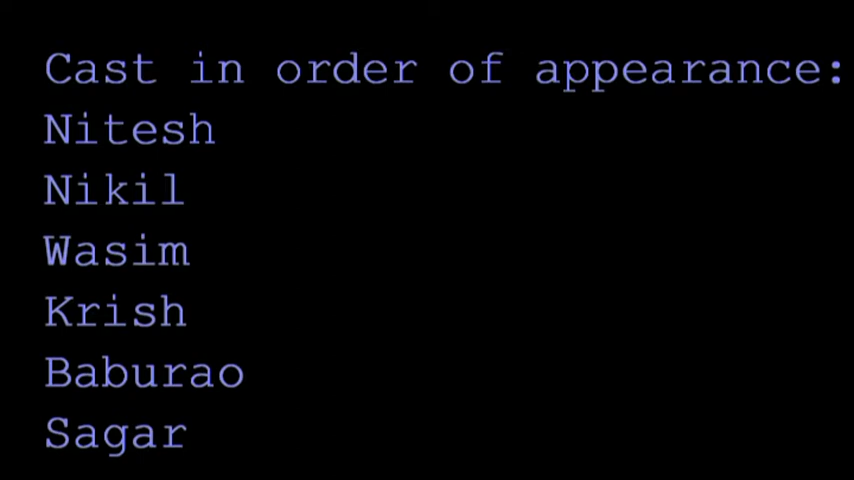 Cast in order of appearance:
Nitesh
Nikil
Wasim
Krish
Baburao
Sagar